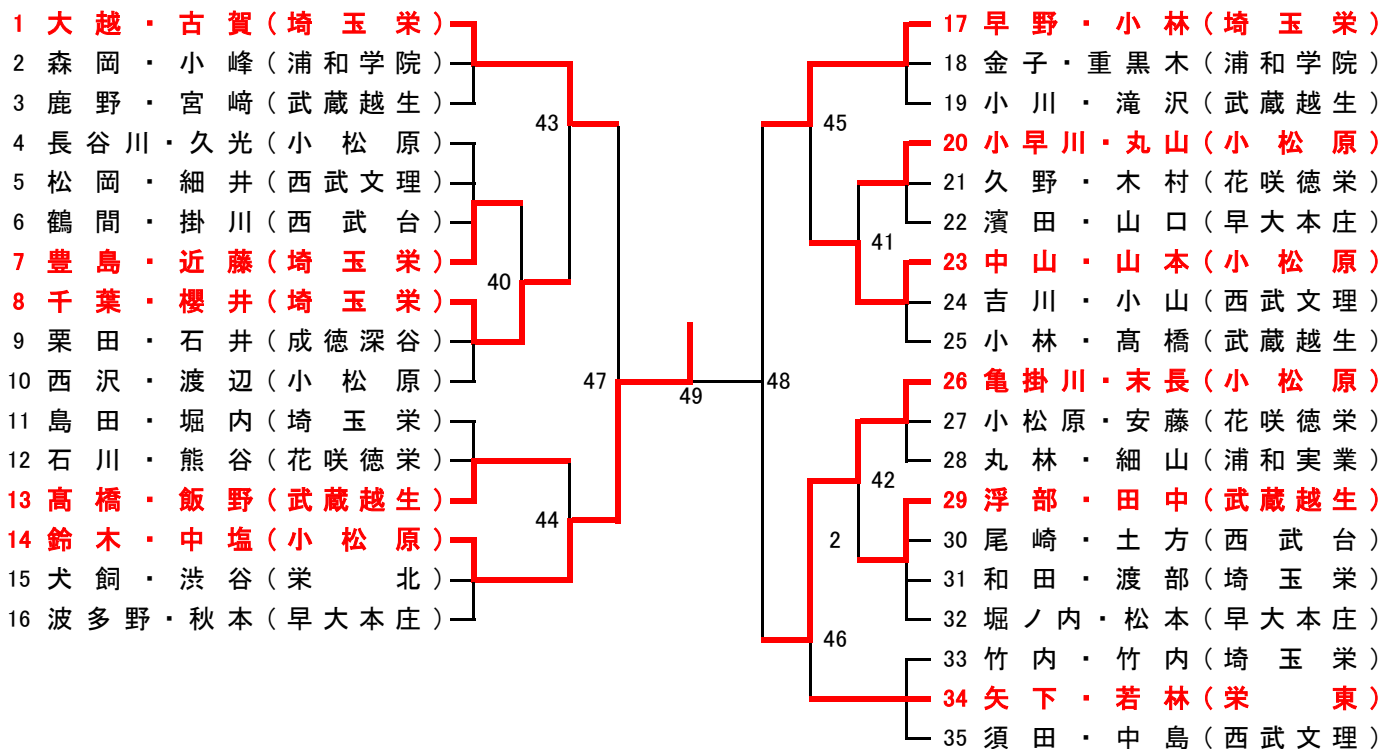 1 大越・古賀(埼玉栄)
2 森岡・小峰(浦和学院)
3 鹿野・宮﨑(武蔵越生)
4 長谷川・久光(小松原)
5 松岡・細井(西武文理)
6 鶴間・掛川(西武台)
7 豊島・近藤(埼玉栄)
8 千葉・櫻井(埼玉栄)
9 栗田・石井(成徳深谷)
10 西沢・渡辺(小松原)
11 島田・堀内(埼玉栄)
12 石川・熊谷(花咲徳栄)
13 髙橋・飯野(武蔵越生)
14 鈴木・中塩(小松原)
15 犬飼・渋谷(栄北)
16 波多野・秋本(早大本庄)
43
40
47
44
49
48
45
41
42
2
46
17 早野・小林(埼玉栄)
18 金子・重黒木(浦和学院)
19 小川・滝沢(武蔵越生)
20 小早川・丸山(小松原)
21 久野・木村(花咲徳栄)
22 濱田・山口(早大本庄)
23 中山・山本(小松原)
24 吉川・小山(西武文理)
25 小林・髙橋(武蔵越生)
26 亀掛川・末長(小松原)
27 小松原・安藤(花咲徳栄)
28 丸林・細山(浦和実業)
29 浮部・田中(武蔵越生)
30 尾崎・土方(西武台)
31 和田・渡部(埼玉栄)
32 堀ノ内・松本(早大本庄)
33 竹内・竹内(埼玉栄)
34 矢下・若林(栄東)
35 須田・中島(西武文理)